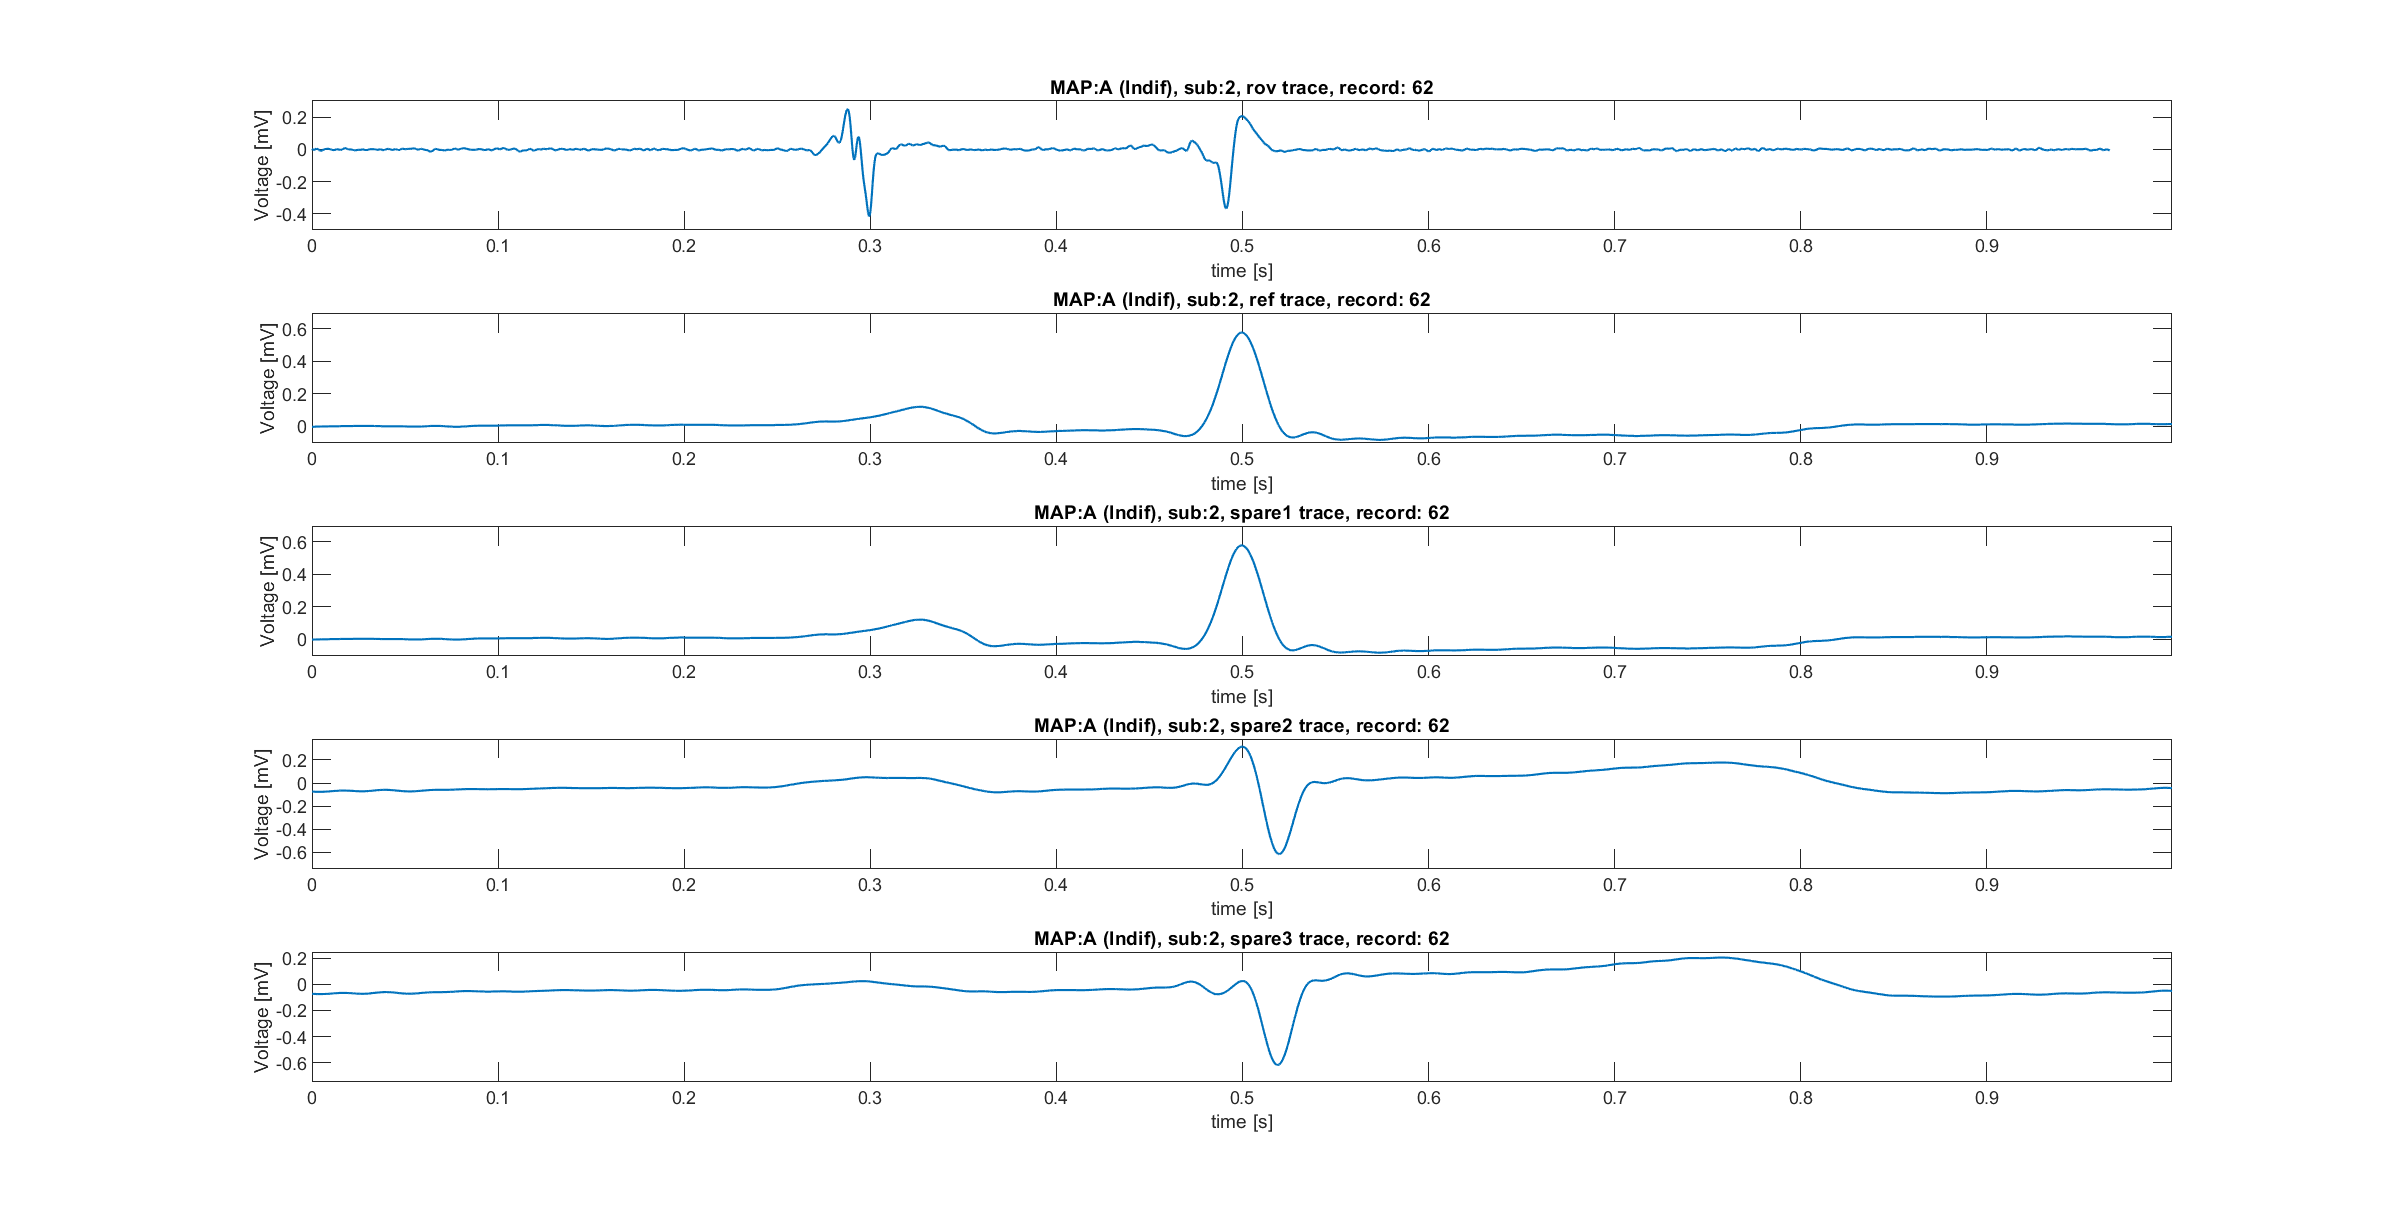 MAP:A (Indif), sub:2, rov trace, record: 62
Voltage [mV]
0.2
0
-0.2
-0.4
0 0.1 0.2 0.3 0.4 0.5 0.6 0.7 0.8 0.9
time [s]
MAP:A (Indif), sub:2, ref trace, record: 62
Voltage [mV]
0.6
0.4
0.2
0
0 0.1 0.2 0.3 0.4 0.5 0.6 0.7 0.8 0.9
time [s]
MAP:A (Indif), sub:2, spare1 trace, record: 62
Voltage [mV]
0.6
0.4
0.2
0
0 0.1 0.2 0.3 0.4 0.5 0.6 0.7 0.8 0.9
time [s]
MAP:A (Indif), sub:2, spare2 trace, record: 62
Voltage [mV]
0.2
0
-0.2
-0.4
-0.6
0 0.1 0.2 0.3 0.4 0.5 0.6 0.7 0.8 0.9
time [s]
MAP:A (Indif), sub:2, spare3 trace, record: 62
Voltage [mV]
0.2
0
-0.2
-0.4
-0.6
0 0.1 0.2 0.3 0.4 0.5 0.6 0.7 0.8 0.9
time [s]